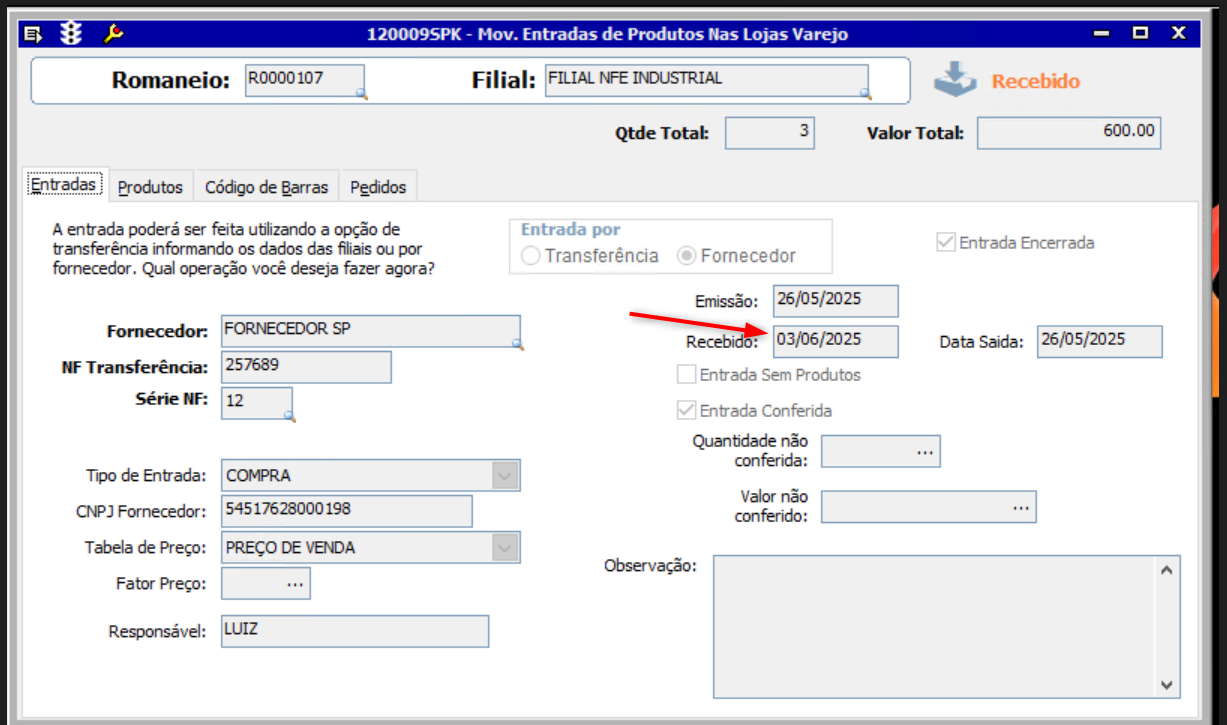 120009SPK - Mov. Entradas de Produtos Nas Lojas Varejo
Romaneio: R0000107 Filial: FILIAL NFE INDUSTRIAL Recebido
Qtde Total: 3 Valor Total: 600.00
Entradas Produtos Código de Barras Pedidos
A entrada poderá ser feita utilizando a opção de
transferência informando os dados das filiais ou por
fornecedor. Qual operação você deseja fazer agora?
Entrada por
Transferência Fornecedor
Entrada Encerrada
Emissão: 26/05/2025
Fornecedor: FORNECEDOR SP
Recebido: 03/06/2025 Data Saida: 26/05/2025
NF Transferência: 257689
Entrada Sem Produtos
Série NF: 12
Entrada Conferida
Quantidade não
conferida: ...
Tipo de Entrada: COMPRA
CNPJ Fornecedor: 54517628000198
Valor não
conferido: ...
Tabela de Preço: PREÇO DE VENDA
Fator Preço: ...
Observação:
Responsável: LUIZ